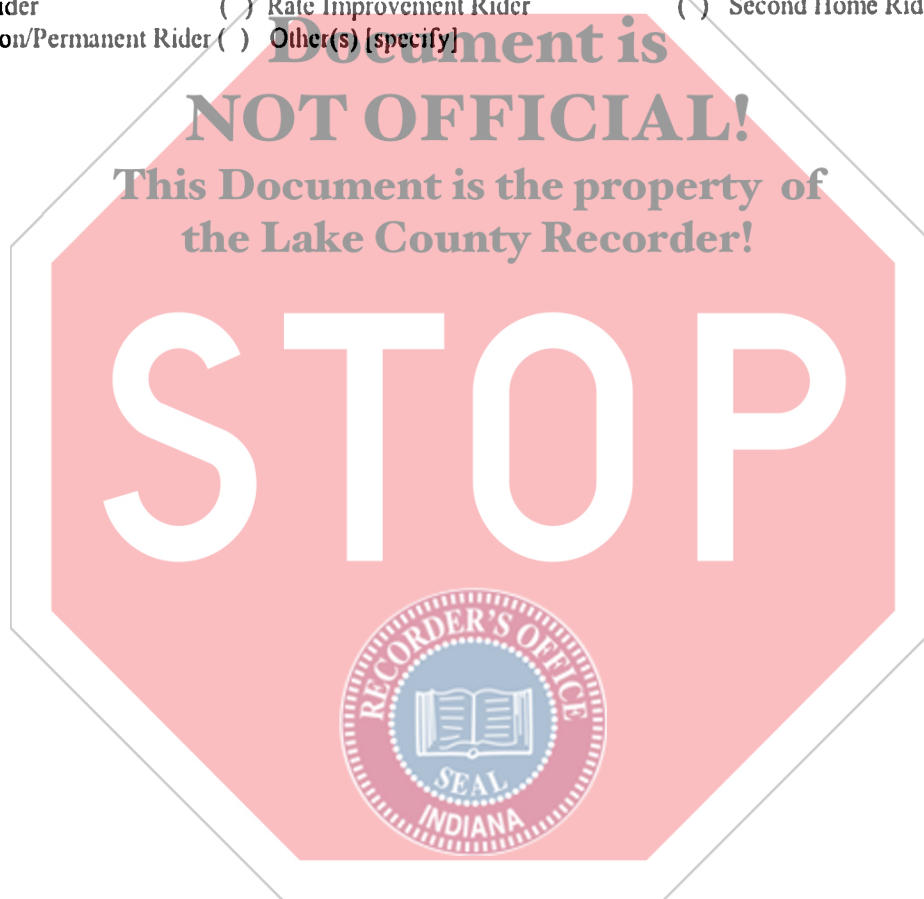 ider ( ) Rate Improvement Rider ( ) Second Home Rid
on/Permanent Rider ( ) Other(s) [specify]
Document is
NOT OFFICIAL!
This Document is the property of
the Lake County Recorder!
STOP
RECORDER'S OFFICE
SEAL
INDIANA